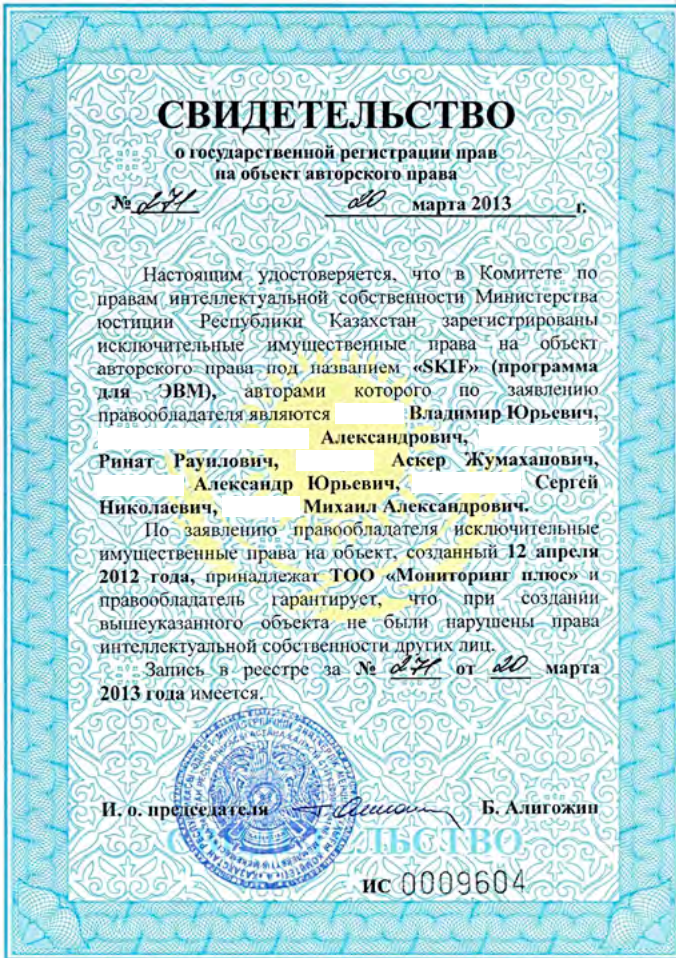 СВИДЕТЕЛЬСТВО
о государственной регистрации прав
на объект авторского права
№ 271 20 марта 2013 г.
Настоящим удостоверяется, что в Комитете по
правам интеллектуальной собственности Министерства
юстиции Республики Казахстан зарегистрированы
исключительные имущественные права на объект
авторского права под названием «SKIF» (программа
для ЭВМ), авторами которого по заявлению
правообладателя являются Владимир Юрьевич,
Александрович,
Ринат Рауилович, Аскер Жумаханович,
Александр Юрьевич, Сергей
Николаевич, Михаил Александрович.
По заявлению правообладателя исключительные
имущественные права на объект, созданный 12 апреля
2012 года, принадлежат ТОО «Мониторинг плюс» и
правообладатель гарантирует, что при создании
вышеуказанного объекта не были нарушены права
интеллектуальной собственности других лиц.
Запись в реестре за № 271 от 20 марта
2013 года имеется.
И. о. председателя Б. Алигожин
ЛЬСТВО
ИС 0009604